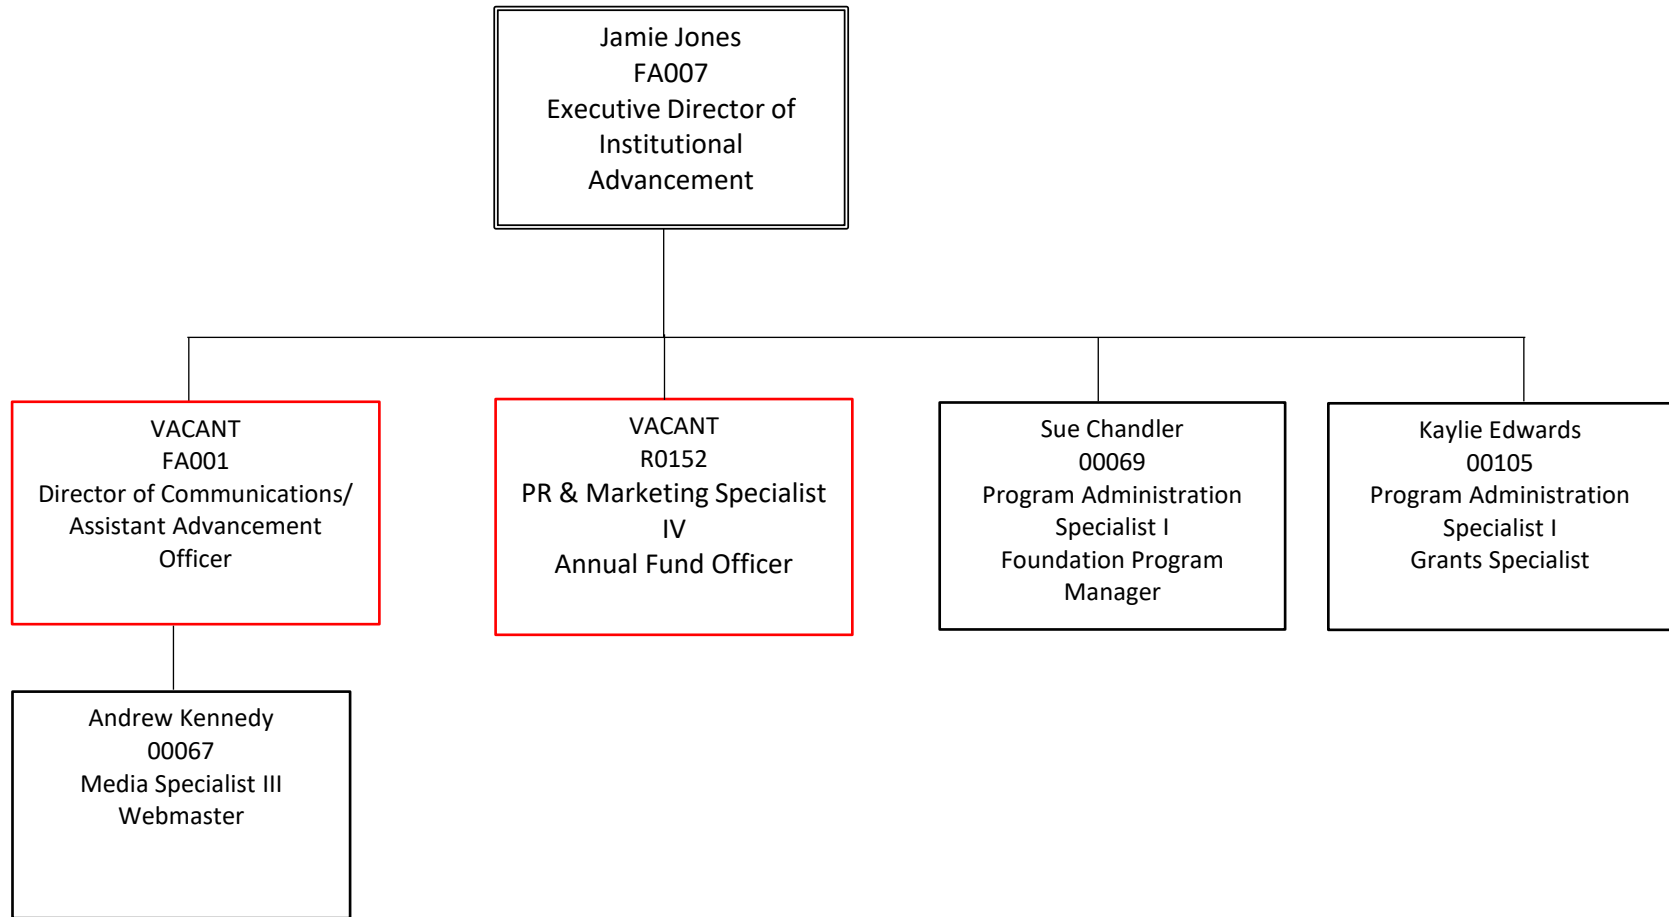 Jamie Jones
FA007
Executive Director of
Institutional
Advancement
VACANT
FA001
Director of Communications/
Assistant Advancement
Officer
VACANT
R0152
PR & Marketing Specialist
IV
Annual Fund Officer
Sue Chandler
00069
Program Administration
Specialist I
Foundation Program
Manager
Kaylie Edwards
00105
Program Administration
Specialist I
Grants Specialist
Andrew Kennedy
00067
Media Specialist III
Webmaster